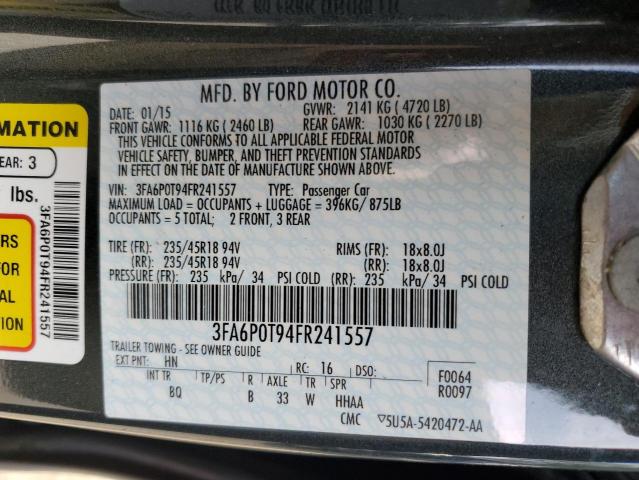 MFD. BY FORD MOTOR CO.
DATE: 01/15 GVWR: 2141 KG ( 4720 LB)
FRONT GAWR: 1116 KG ( 2460 LB) REAR GAWR: 1030 KG ( 2270 LB)
THIS VEHICLE CONFORMS TO ALL APPLICABLE FEDERAL MOTOR
VEHICLE SAFETY, BUMPER, AND THEFT PREVENTION STANDARDS
IN EFFECT ON THE DATE OF MANUFACTURE SHOWN ABOVE.
VIN: 3FA6P0T94FR241557 TYPE: Passenger Car
MAXIMUM LOAD = OCCUPANTS + LUGGAGE = 396KG/ 875LB
OCCUPANTS = 5 TOTAL; 2 FRONT, 3 REAR
TIRE (FR): 235/45R18 94V RIMS (FR): 18x8.0J
(RR): 235/45R18 94V (RR): 18x8.0J
PRESSURE (FR): 235 kPa/ 34 PSI COLD (RR): 235 kPa/ 34 PSI COLD
3FA6P0T94FR241557
TRAILER TOWING - SEE OWNER GUIDE
EXT PNT: HN RC: 16 DSO: F0064
INT TR TP/PS R AXLE TR SPR R0097
BQ B 33 W HHAA
CMC 5U5A-5420472-AA
RMATION
EAR: 3
lbs.
RS
FOR
AL
ION
3FA6P0T94FR241557